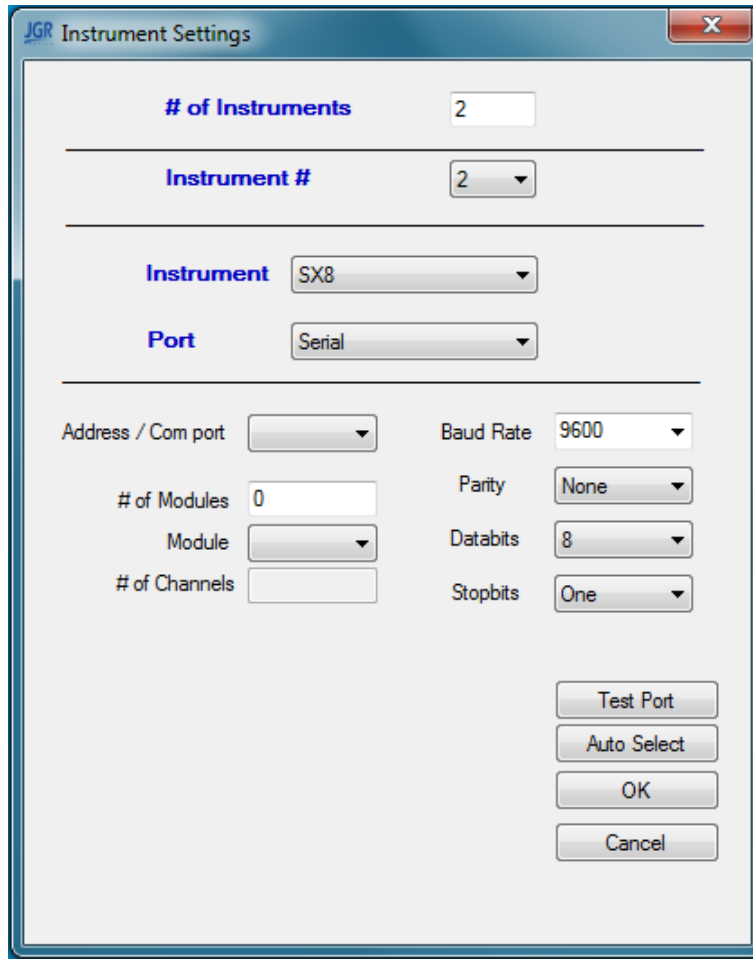 JGR Instrument Settings
# of Instruments 2
Instrument # 2
Instrument SX8
Port Serial
Address / Com port
Baud Rate 9600
# of Modules 0
Parity None
Module
Databits 8
# of Channels
Stopbits One
Test Port
Auto Select
OK
Cancel